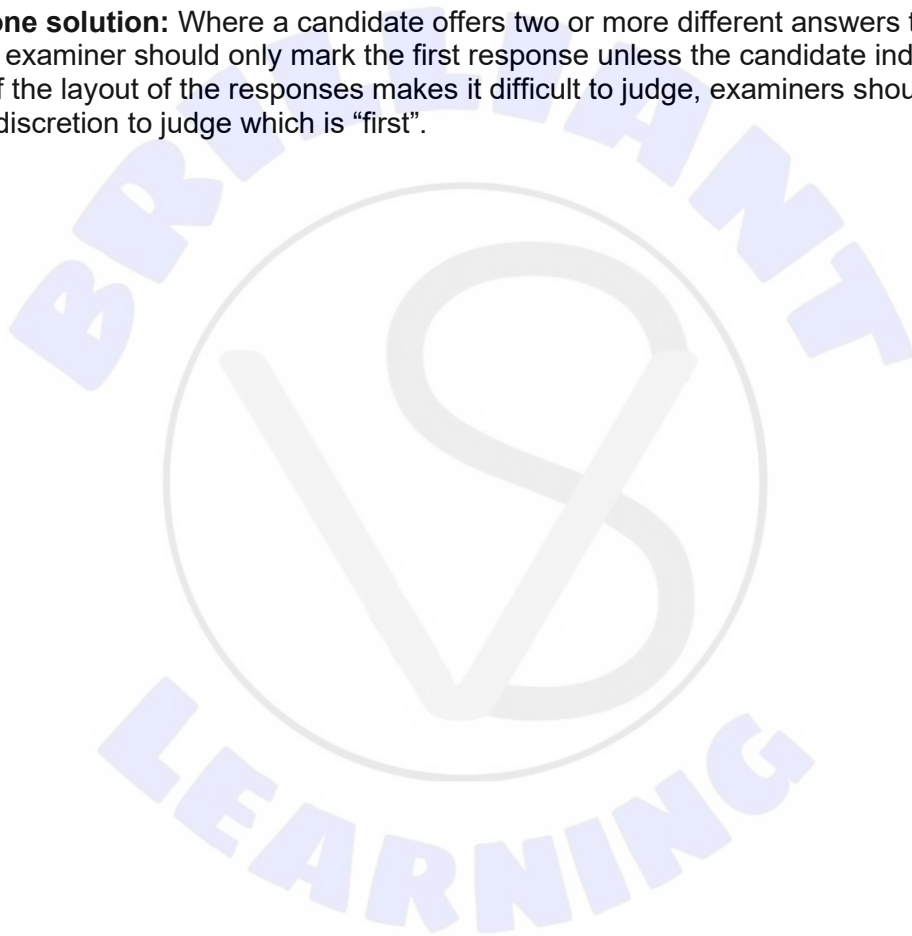 one solution: Where a candidate offers two or more different answers
examiner should only mark the first response unless the candidate
the layout of the responses makes it difficult to judge, examiners
discretion to judge which is “first”.
BRILLIANT
VS
LEARNING